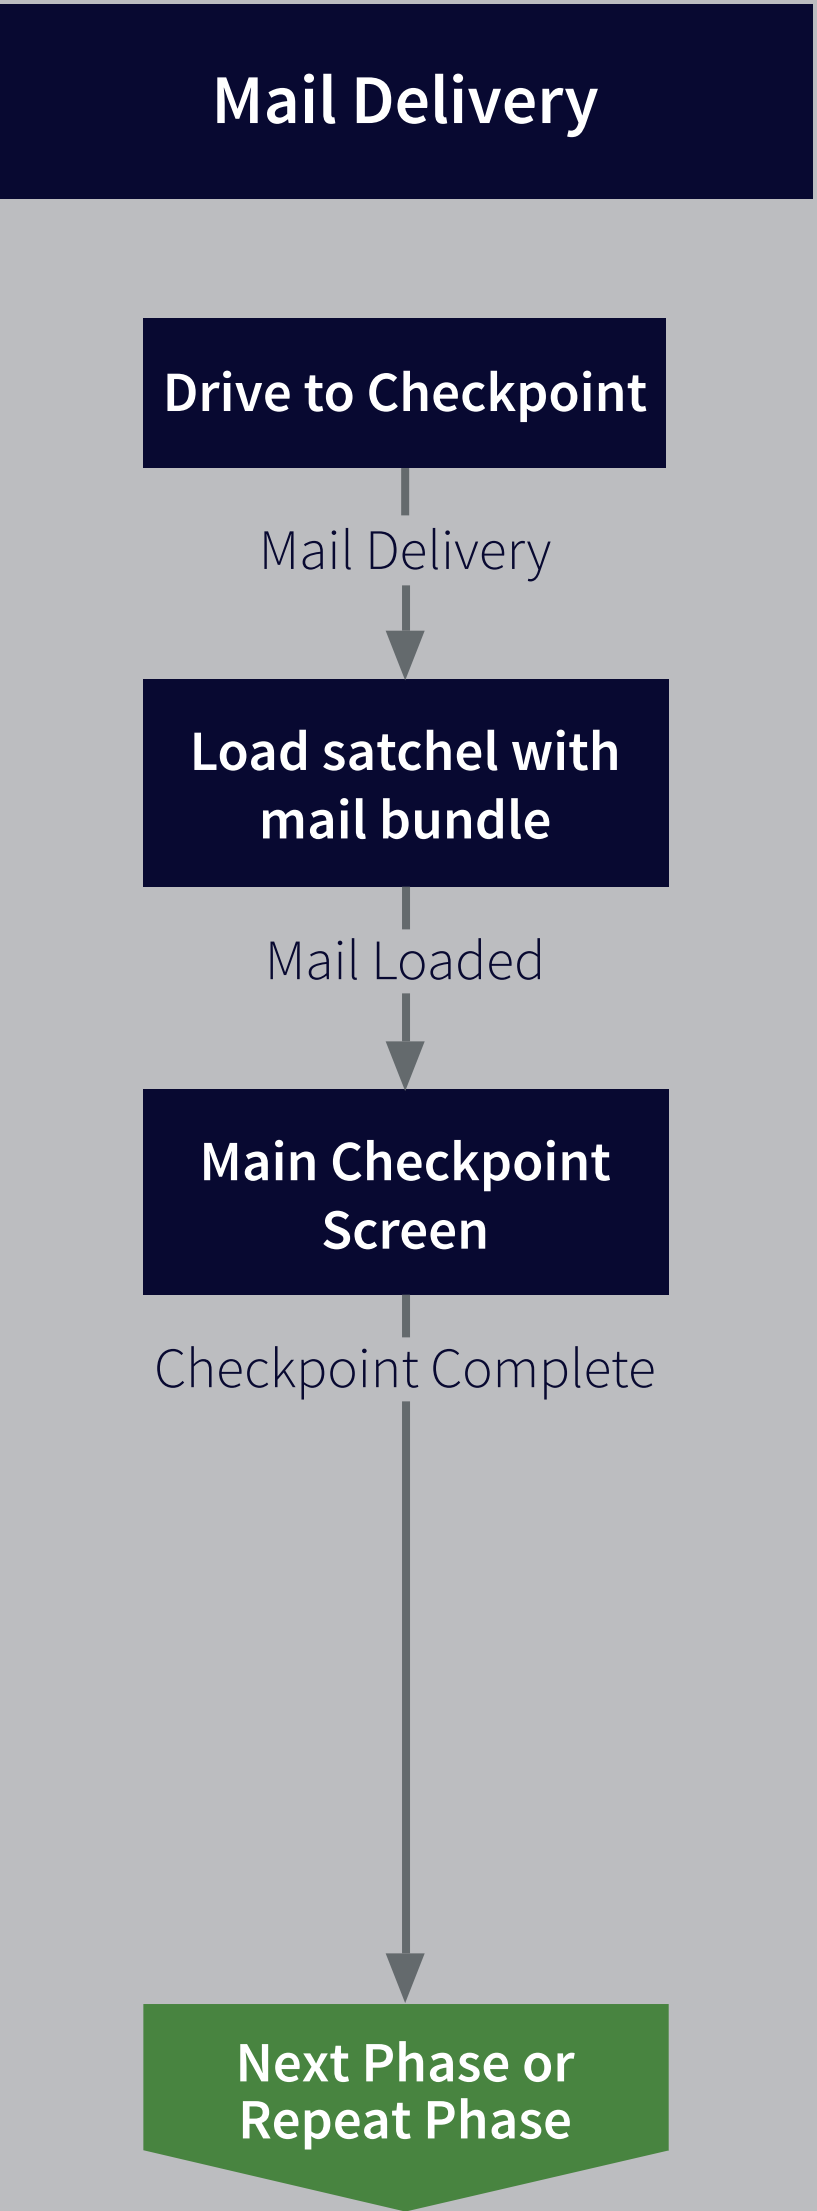 Mail Delivery
Drive to Checkpoint
Mail Delivery
Load satchel with
mail bundle
Mail Loaded
Main Checkpoint
Screen
Checkpoint Complete
Next Phase or
Repeat Phase